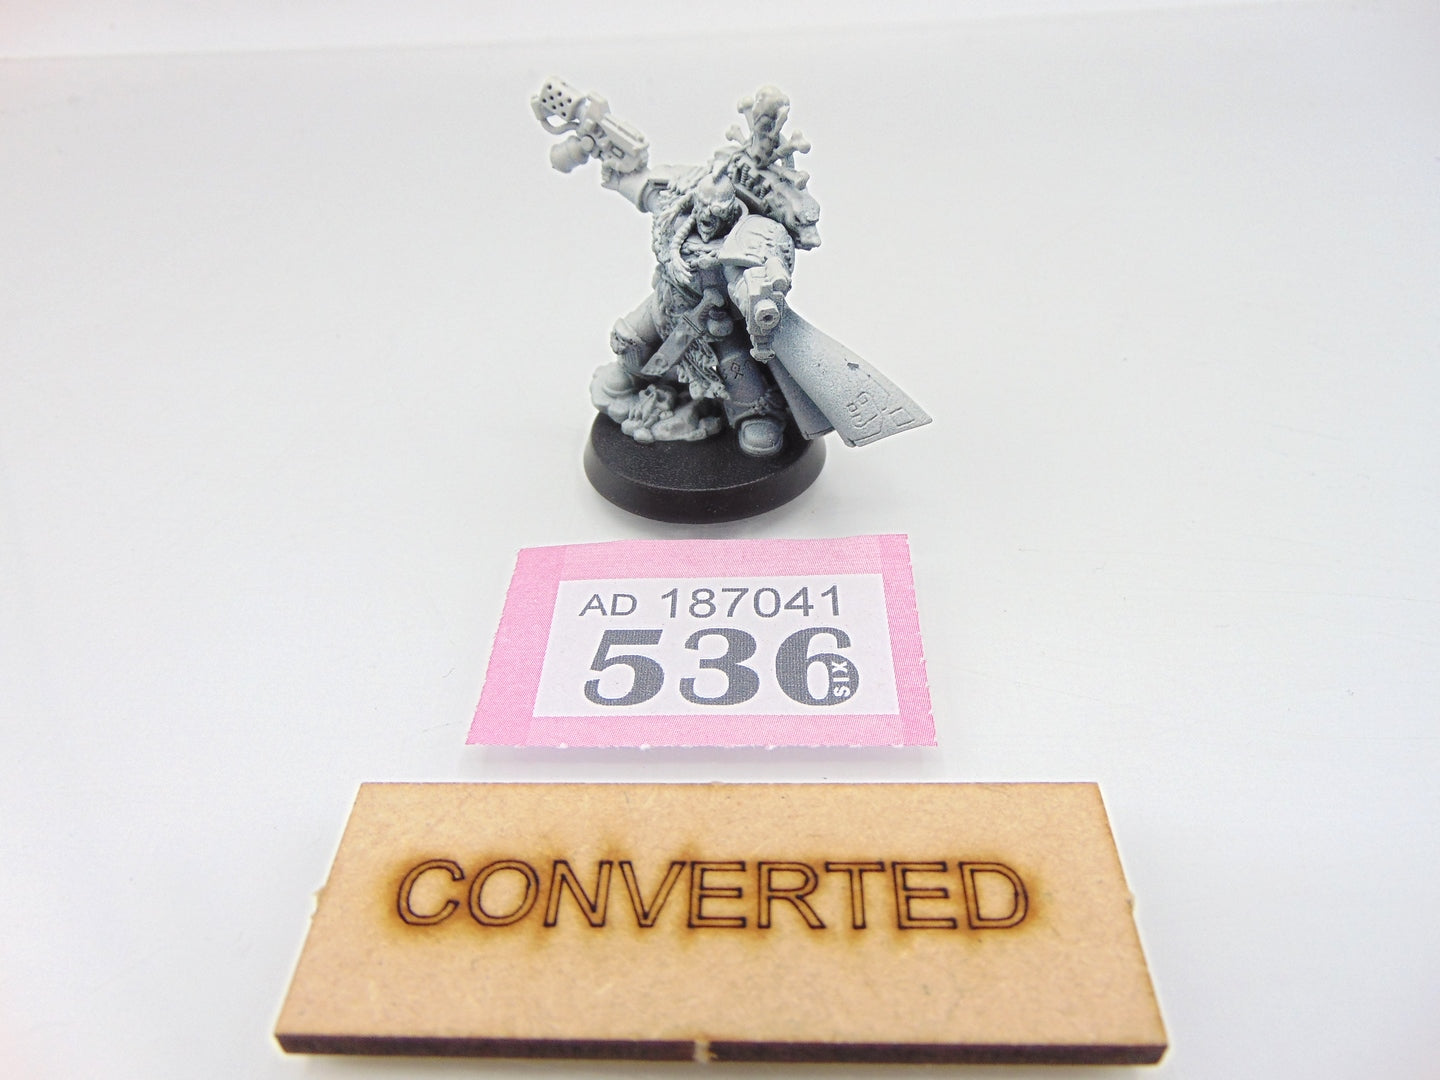 AD 187041
536
SIX
CONVERTED